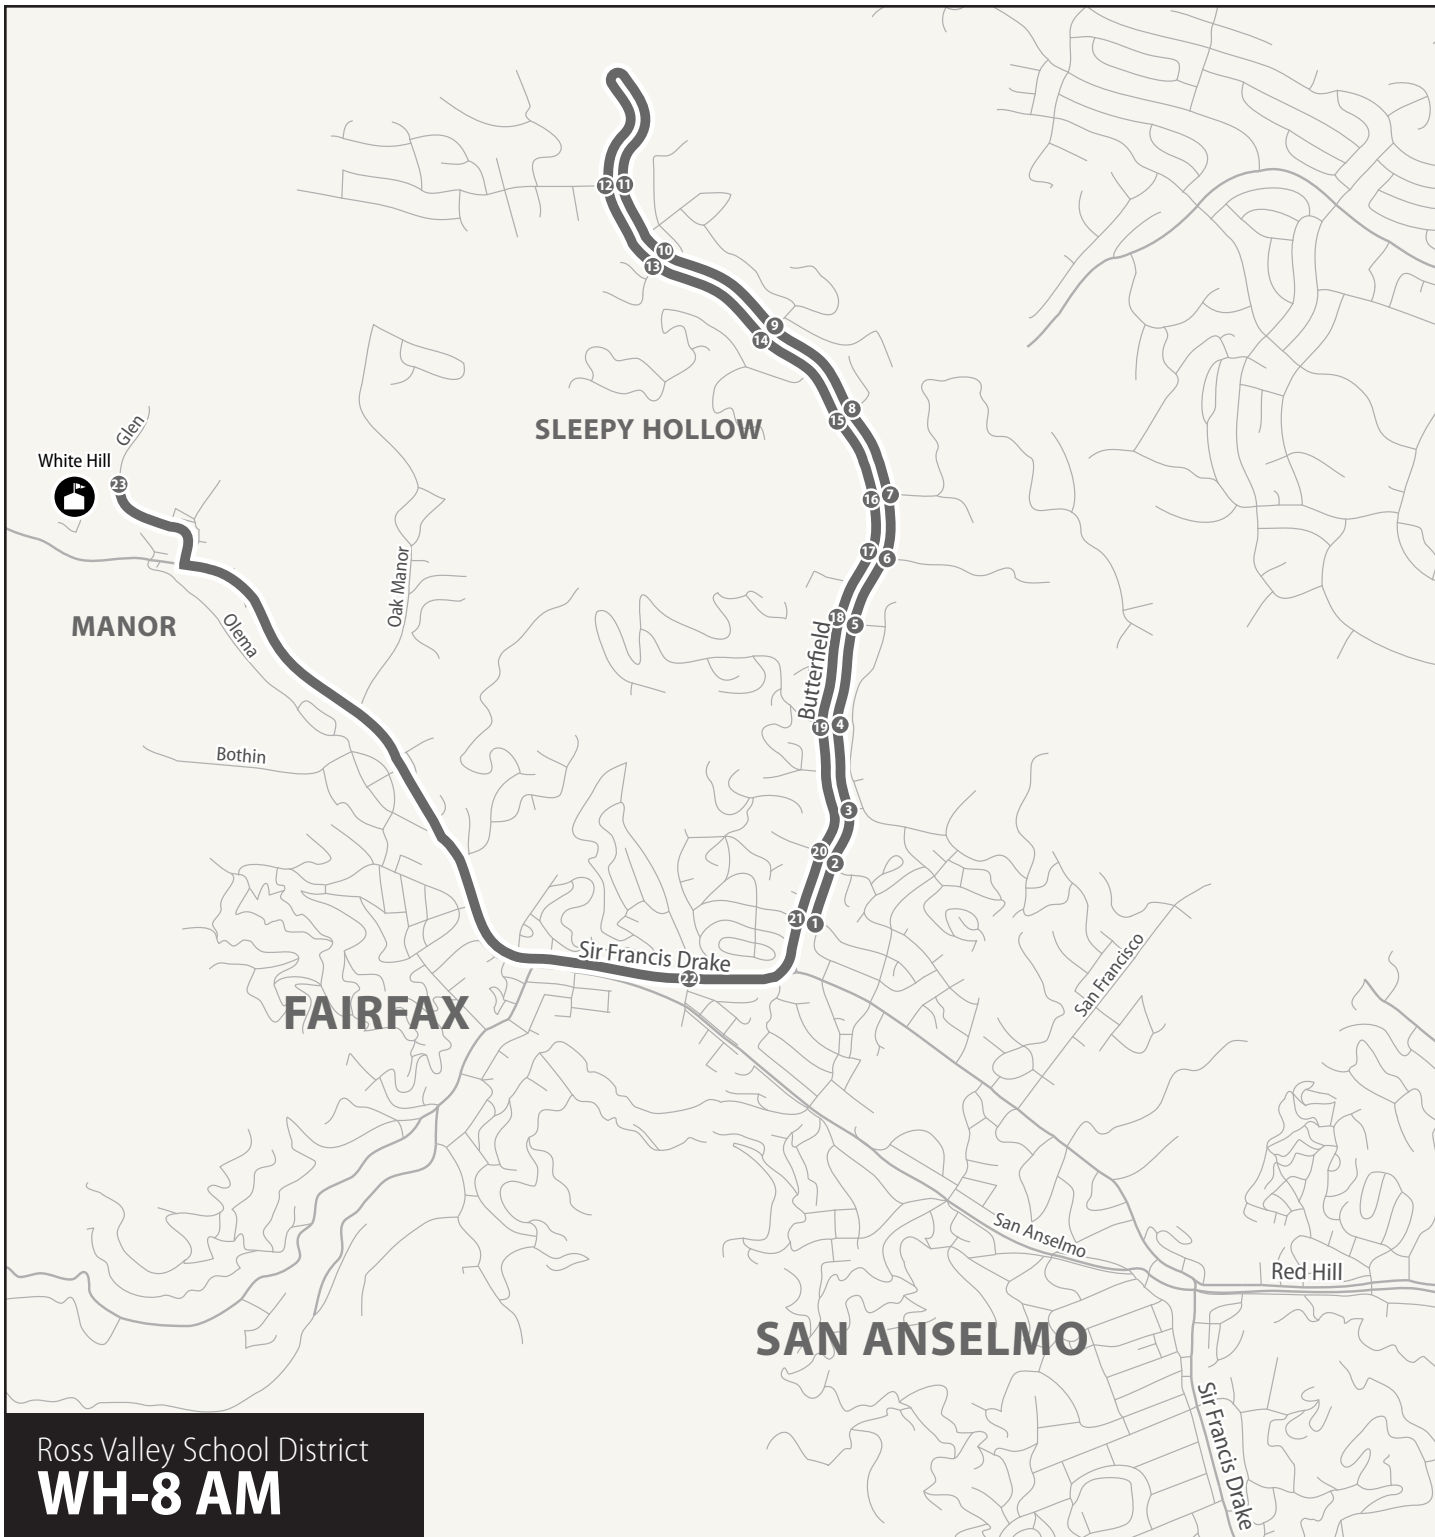 12
11
10
13
9
14
8
15
SLEEPY HOLLOW
Glen
White Hill
23
7
16
17
6
Oak Manor
18
5
MANOR
Olema
Butterfield
19
4
Bothin
3
20
2
21
1
Sir Francis Drake
22
San Francisco
FAIRFAX
San Anselmo
Red Hill
SAN ANSELMO
Sir Francis Drake
Ross Valley School District
WH-8 AM